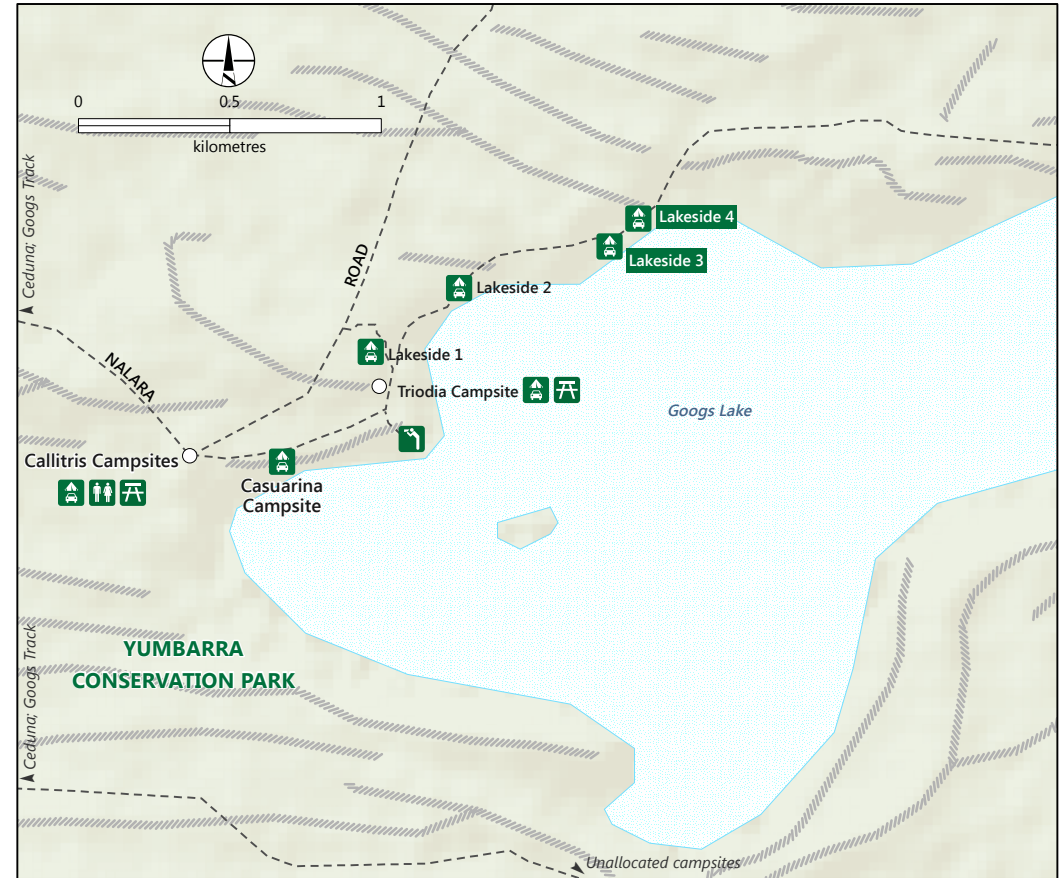 0 0.5 1
kilometres
Ceduna; Googs Track
ROAD
NALARA
Lakeside 4
Lakeside 3
Lakeside 2
Lakeside 1
Triodia Campsite
Googs Lake
Callitris Campsites
Casuarina
Campsite
YUMBARRA
CONSERVATION PARK
Ceduna; Googs Track
Unallocated campsites